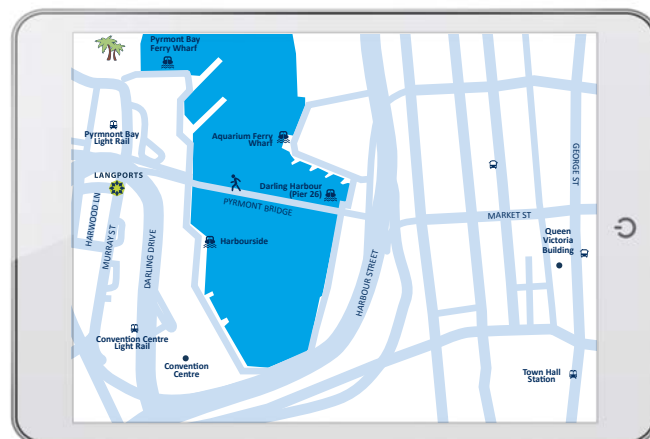 Pyrmont Bay
Ferry Wharf
Aquarium Ferry
Wharf
Pyrmont Bay
Light Rail
GEORGE ST
LANGPORTS
Darling Harbour
(Pier 26)
PYRMONT BRIDGE
MARKET ST
HARWOOD LN
MURRAY ST
DARLING DRIVE
Harbourside
HARBOUR STREET
Queen
Victoria
Building
Convention Centre
Light Rail
Convention
Centre
Town Hall
Station